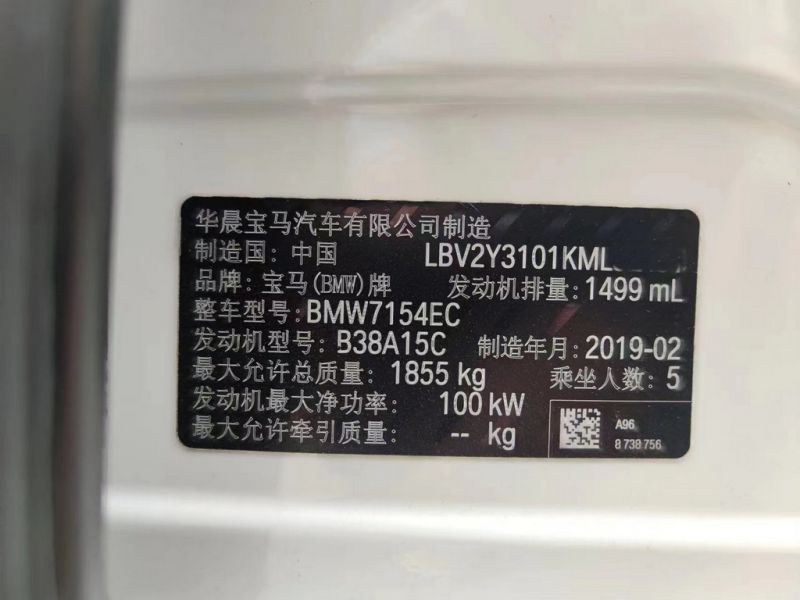 华晨宝马汽车有限公司制造
制造国: 中国 LBV2Y3101KML
品牌: 宝马(BMW)牌 发动机排量: 1499 mL
整车型号: BMW7154EC
发动机型号: B38A15C 制造年月: 2019-02
最大允许总质量: 1855 kg 乘坐人数: 5
发动机最大净功率: 100 kW
最大允许牵引质量: -- kg
A96
8 738 756